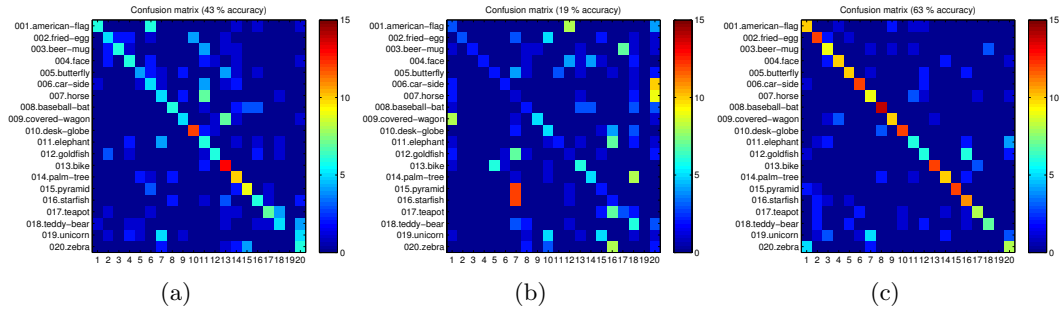 Confusion matrix (43 % accuracy)
001.american-flag
002.fried-egg
003.beer-mug
004.face
005.butterfly
006.car-side
007.horse
008.baseball-bat
009.covered-wagon
010.desk-globe
011.elephant
012.goldfish
013.bike
014.palm-tree
015.pyramid
016.starfish
017.teapot
018.teddy-bear
019.unicorn
020.zebra
1 2 3 4 5 6 7 8 9 10 11 12 13 14 15 16 17 18 19 20
15
10
5
0
(a)
Confusion matrix (19 % accuracy)
001.american-flag
002.fried-egg
003.beer-mug
004.face
005.butterfly
006.car-side
007.horse
008.baseball-bat
009.covered-wagon
010.desk-globe
011.elephant
012.goldfish
013.bike
014.palm-tree
015.pyramid
016.starfish
017.teapot
018.teddy-bear
019.unicorn
020.zebra
1 2 3 4 5 6 7 8 9 10 11 12 13 14 15 16 17 18 19 20
15
10
5
0
(b)
Confusion matrix (63 % accuracy)
001.american-flag
002.fried-egg
003.beer-mug
004.face
005.butterfly
006.car-side
007.horse
008.baseball-bat
009.covered-wagon
010.desk-globe
011.elephant
012.goldfish
013.bike
014.palm-tree
015.pyramid
016.starfish
017.teapot
018.teddy-bear
019.unicorn
020.zebra
1 2 3 4 5 6 7 8 9 10 11 12 13 14 15 16 17 18 19 20
15
10
5
0
(c)